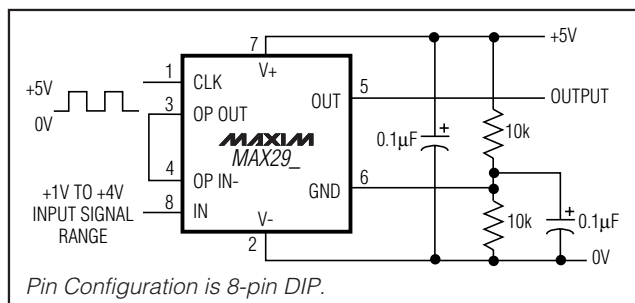 7
+5V
V+
1
CLK
+5V
0V
3
OP OUT
OUT
5
OUTPUT
MAXIM
MAX29_
0.1µF
+
10k
4
OP IN-
GND
6
+1V TO +4V
INPUT SIGNAL
RANGE
8
IN
10k
+
0.1µF
V-
2
0V
Pin Configuration is 8-pin DIP.